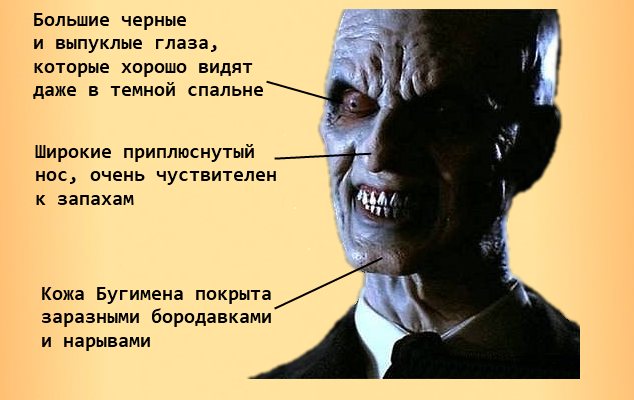 Большие черные
и выпуклые глаза,
которые хорошо видят
даже в темной спальне
Широкие приплюснутый
нос, очень чуствителен
к запахам
Кожа Бугимена покрыта
заразными бородавками
и нарывами